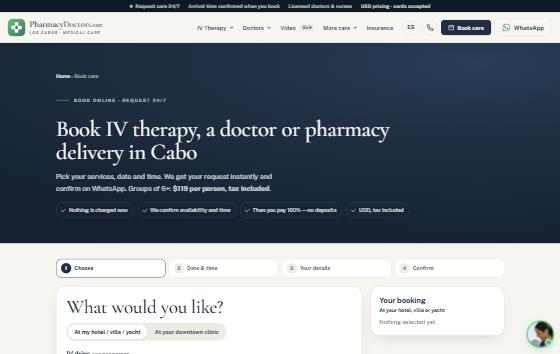 Request care 24/7 Arrival time confirmed when you book Licensed doctors & nurses USD pricing · cards accepted
PharmacyDoctors.com
LOS CABOS · MEDICAL CARE
IV Therapy Doctors Video More care Insurance ES Book care WhatsApp
Home › Book care
BOOK ONLINE · REQUEST 24/7
Book IV therapy, a doctor or pharmacy
delivery in Cabo
Pick your services, date and time. We get your request instantly and
confirm on WhatsApp. Groups of 6+: $119 per person, tax included.
✓ Nothing is charged now ✓ We confirm availability and time ✓ Then you pay 100% — no deposits ✓ USD, tax included
1 Choose 2 Date & time 3 Your details 4 Confirm
What would you like?
At my hotel / villa / yacht At your downtown clinic
Your booking
At your hotel, villa or yacht
Nothing selected yet.